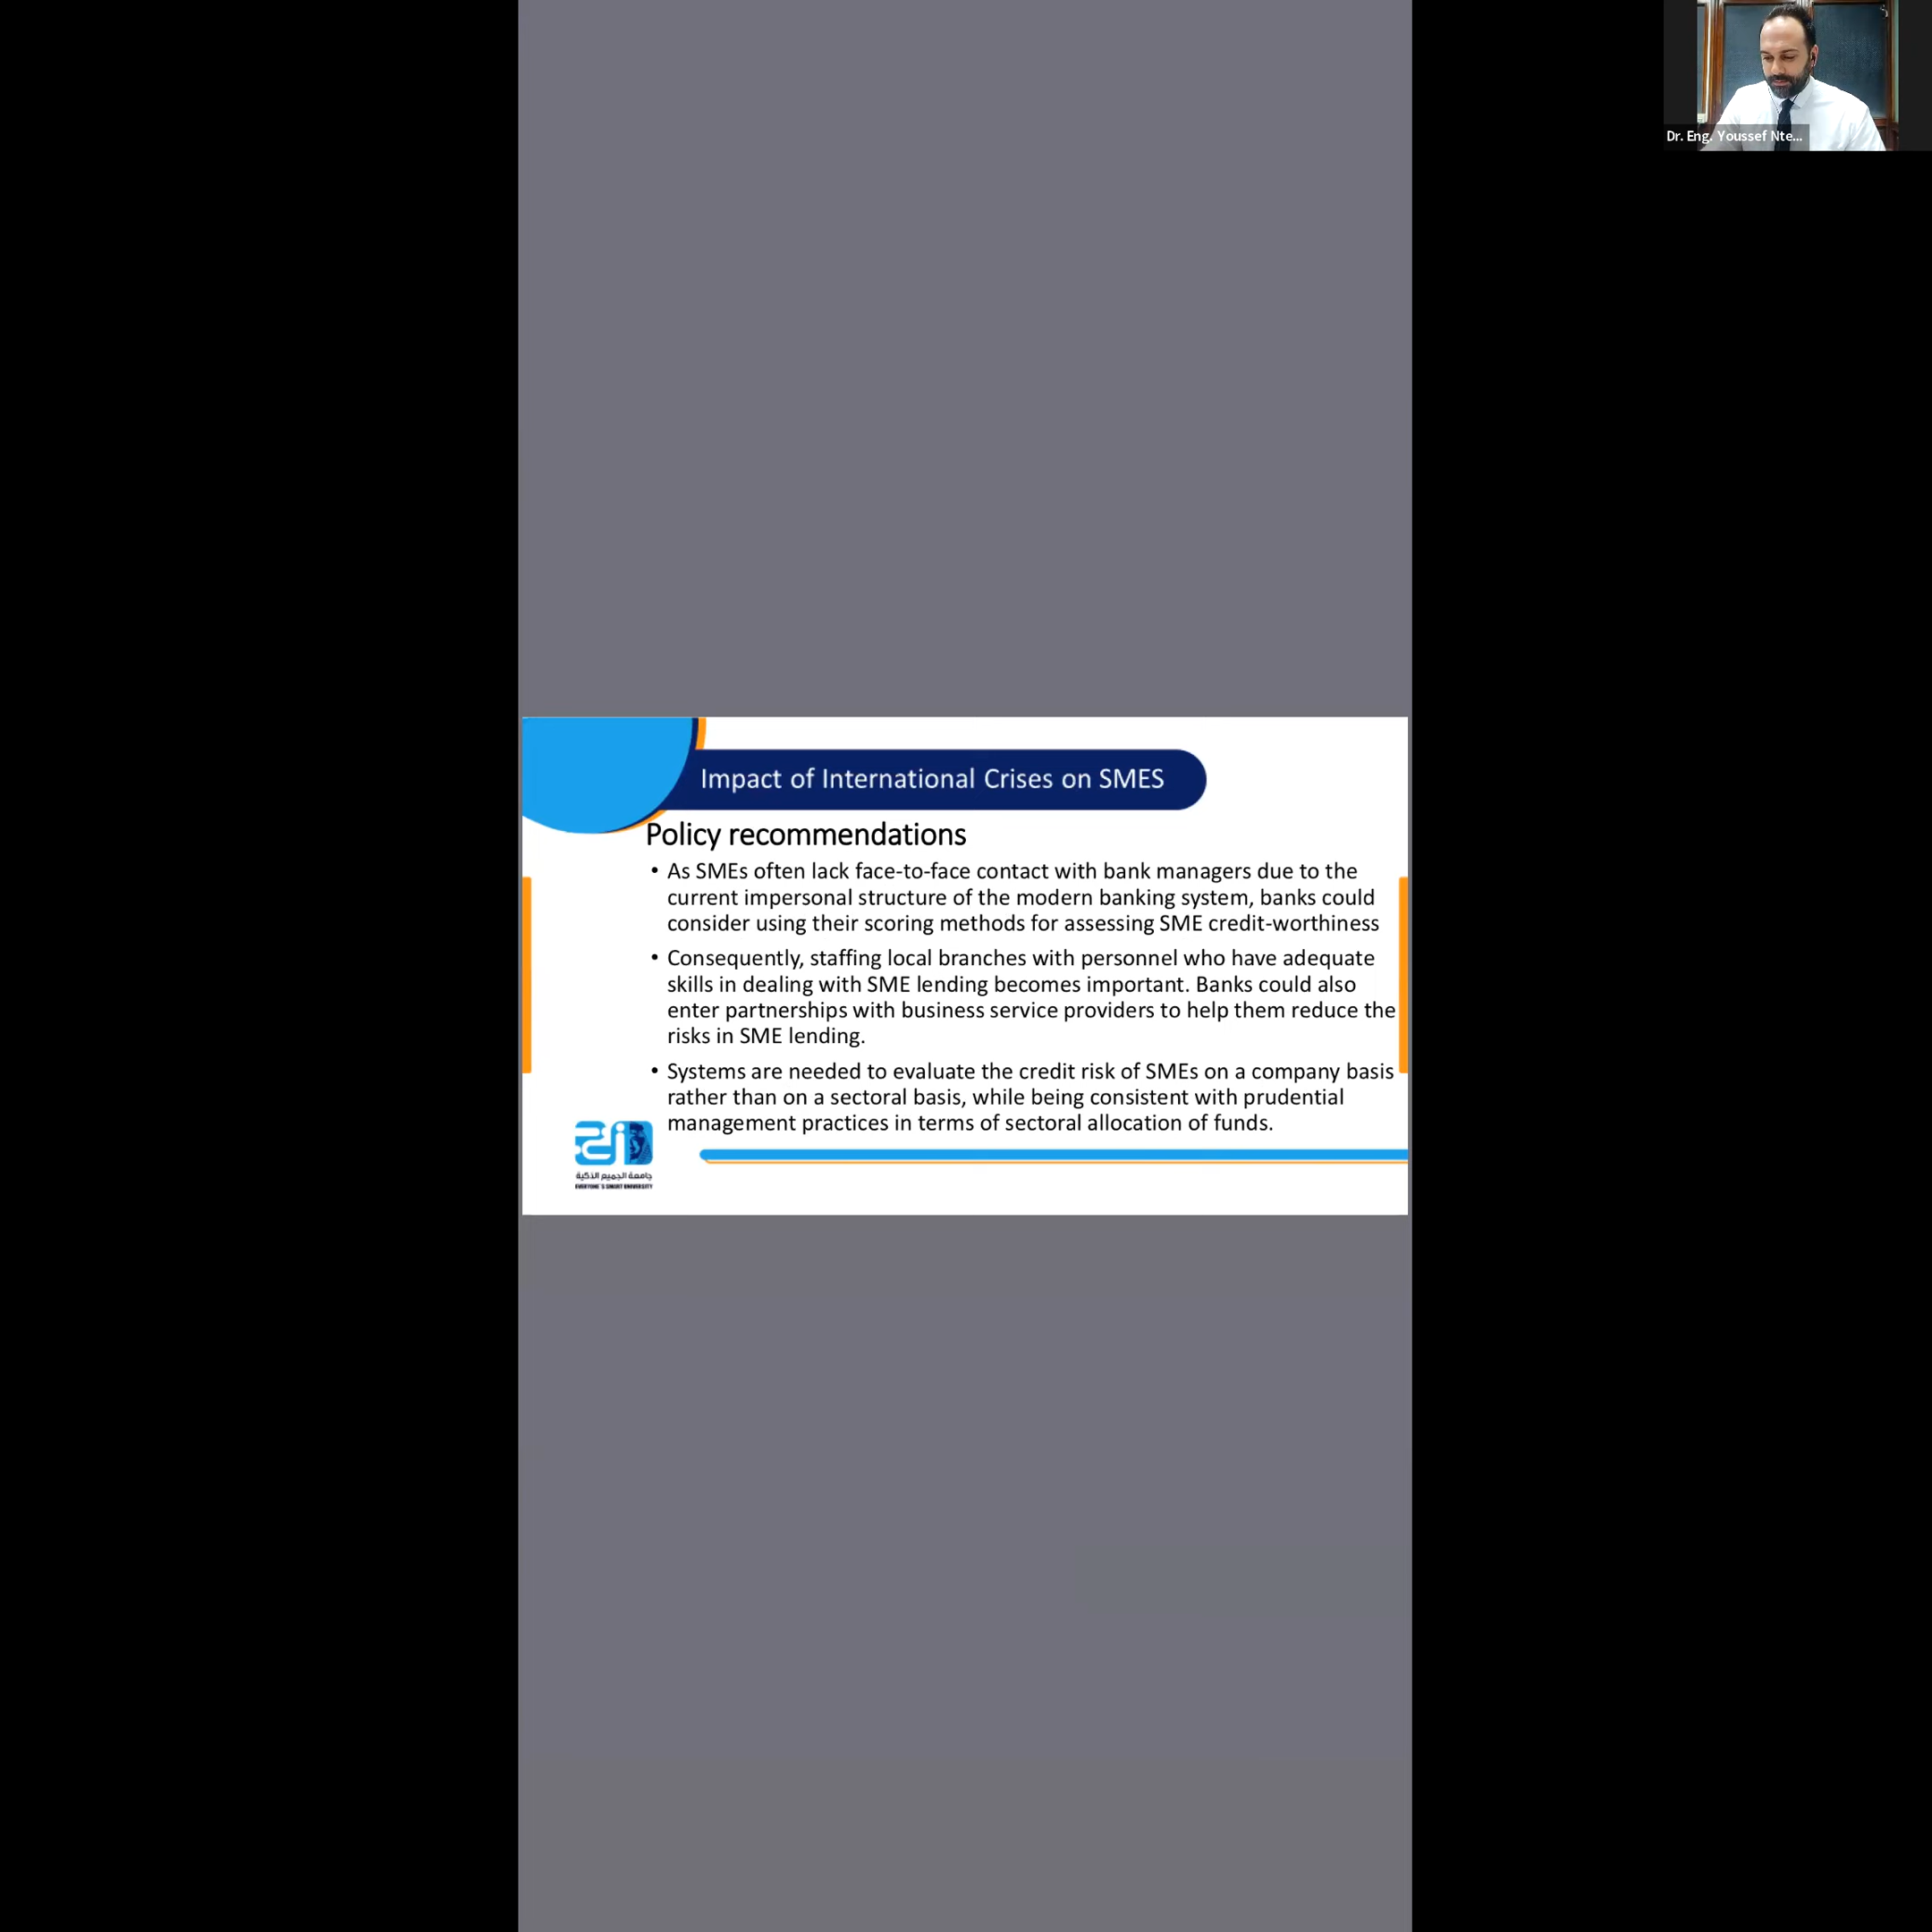 Dr. Eng. Youssef Nte...
Impact of International Crises on SMES
Policy recommendations
• As SMEs often lack face-to-face contact with bank managers due to the
current impersonal structure of the modern banking system, banks could
consider using their scoring methods for assessing SME credit-worthiness
• Consequently, staffing local branches with personnel who have adequate
skills in dealing with SME lending becomes important. Banks could also
enter partnerships with business service providers to help them reduce the
risks in SME lending.
• Systems are needed to evaluate the credit risk of SMEs on a company basis
rather than on a sectoral basis, while being consistent with prudential
management practices in terms of sectoral allocation of funds.
جامعة الجميع الذكية
EVERYONE'S SMART UNIVERSITY